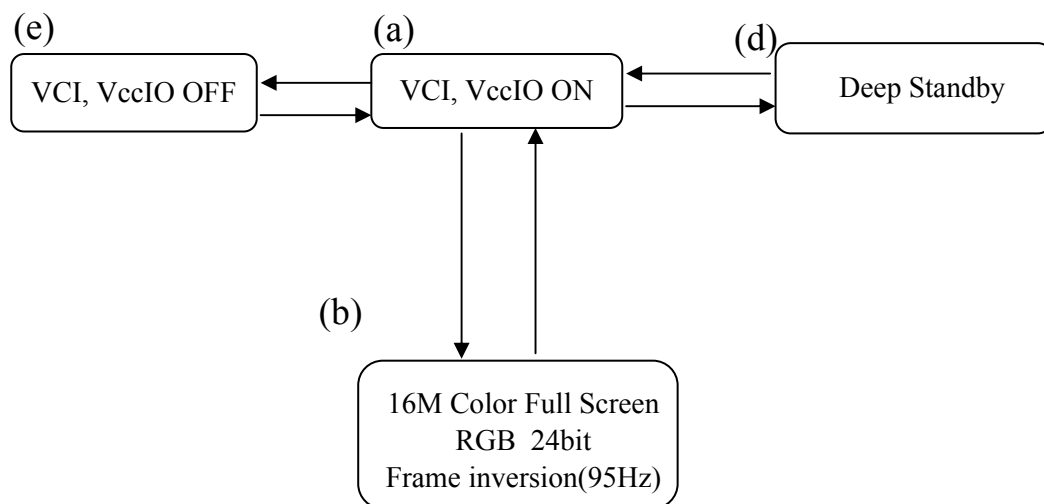 (e)
(a)
(d)
VCI, VccIO OFF
VCI, VccIO ON
Deep Standby
(b)
16M Color Full Screen
RGB  24bit
Frame inversion(95Hz)